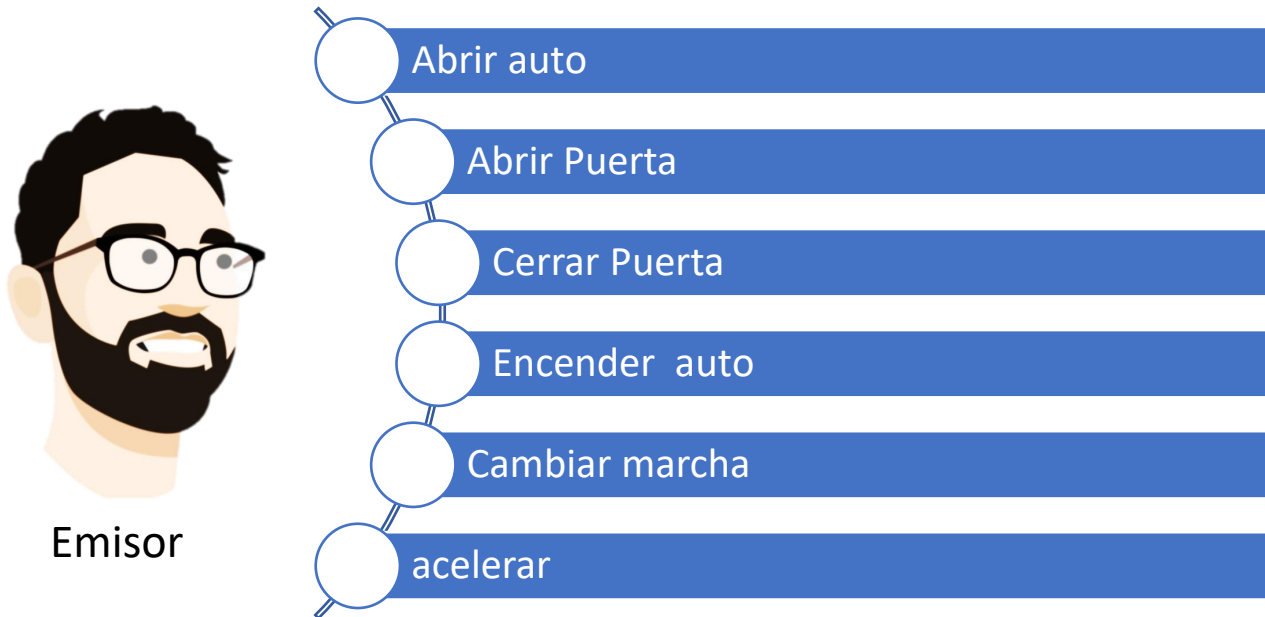 Abrir auto
Abrir Puerta
Cerrar Puerta
Encender auto
Cambiar marcha
acelerar
Emisor